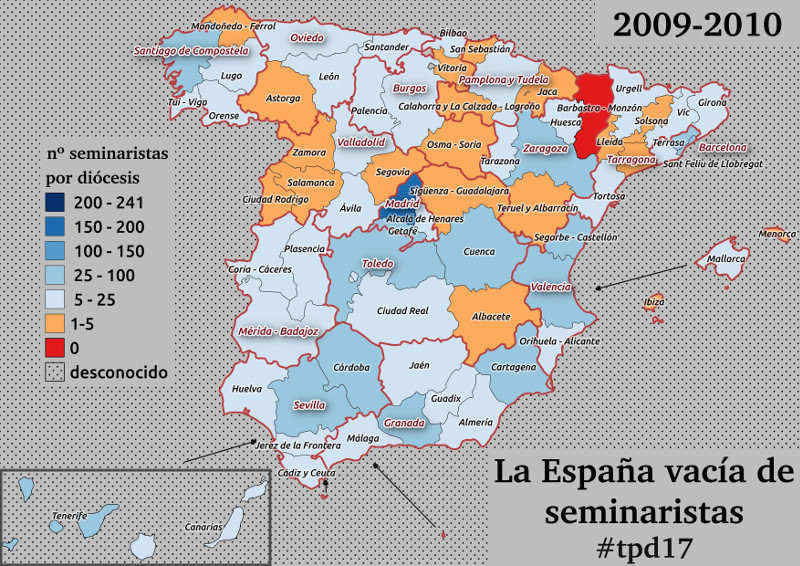 2009-2010
Mondoñedo - Ferrol
Bilbao
Oviedo
Santiago de Compostela
Santander
San Sebastián
Vitoria
Lugo
León
Pamplona y Tudela
Jaca
Urgell
Burgos
Girona
Astorga
Tui - Vigo
Palencia
Calahorra y La Calzada - Logroño
Barbastro - Monzón
Vic
Orense
Huesca
Solsona
Valladolid
Lleida
Terrassa
Barcelona
Zamora
Osma - Soria
Zaragoza
Tarazona
Tarragona
Sant Feliu de Llobregat
Segovia
Salamanca
Sigüenza - Guadalajara
Ciudad Rodrigo
Ávila
Madrid
Tortosa
Teruel y Albarracín
Alcalá de Henares
Getafe
Segorbe - Castellón
Menorca
Plasencia
Cuenca
Mallorca
Coria - Cáceres
Toledo
Valencia
Ibiza
Ciudad Real
Albacete
Mérida - Badajoz
Orihuela - Alicante
Jaén
Córdoba
Cartagena
Huelva
Guadix
Sevilla
Granada
Almería
Málaga
Jerez de la Frontera
Cádiz y Ceuta
Tenerife
Canarias
nº seminaristas
por diócesis
200 - 241
150 - 200
100 - 150
25 - 100
5 - 25
1-5
0
desconocido
La España vacía de
seminaristas
#tpd17